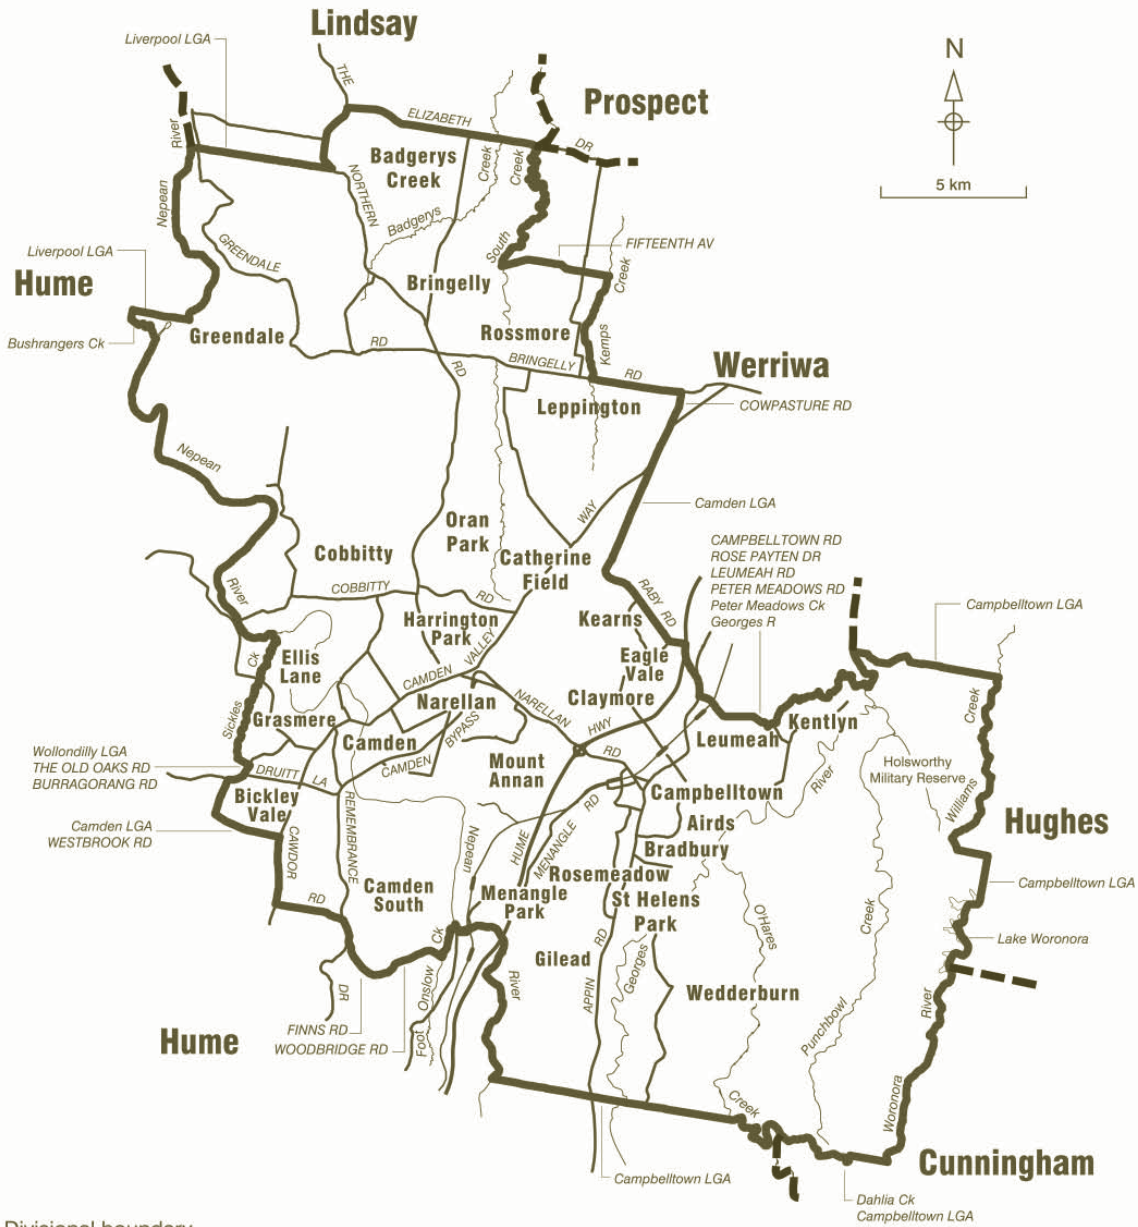 Lindsay
Liverpool LGA
THE
N
Prospect
ELIZABETH
DR
River
Badgerys
Creek
Creek
Creek
5 km
NORTHERN
Nepean
Badgerys
South
FIFTEENTH AV
GREENDALE
Liverpool LGA
Creek
Hume
Bringelly
Greendale
Rossmore
Kemps
Bushrangers Ck
RD
BRINGELLY
RD
RD
Werriwa
Leppington
COWPASTURE RD
Nepean
Camden LGA
WAY
Oran
Park
Cobbitty
Catherine
Field
CAMPBELLTOWN RD
ROSE PAYTEN DR
LEUMEAH RD
PETER MEADOWS RD
Peter Meadows Ck
Georges R
River
COBBITTY
RD
RABY RD
Campbelltown LGA
Harrington
Park
Kearns
VALLEY
Ck
Ellis
Lane
Eagle
Vale
CAMDEN
Narellan
NARELLAN
Claymore
Creek
Sickles
Grasmere
BYPASS
HWY
Kentlyn
Camden
Leumeah
Wollondilly LGA
THE OLD OAKS RD
BURRAGORANG RD
RD
CAMDEN
Mount
Annan
Holsworthy
Military Reserve
DRUITT LA
River
Bickley
Vale
REMEMBRANCE
Campbelltown
RD
Williams
Airds
Hughes
Camden LGA
WESTBROOK RD
CAWDOR
Nepean
HUME
MENANGLE
Bradbury
Rosemeadow
Camden
South
Menangle
Park
St Helens
Park
Campbelltown LGA
RD
O'Hares
Creek
Ck
RD
Lake Woronora
Gilead
Georges
DR
Onslow
River
APPIN
Wedderburn
River
FINNS RD
Hume
WOODBRIDGE RD
Foot
Punchbowl
Creek
Woronora
Cunningham
Campbelltown LGA
Dahlia Ck
Campbelltown LGA
Divisional boundary